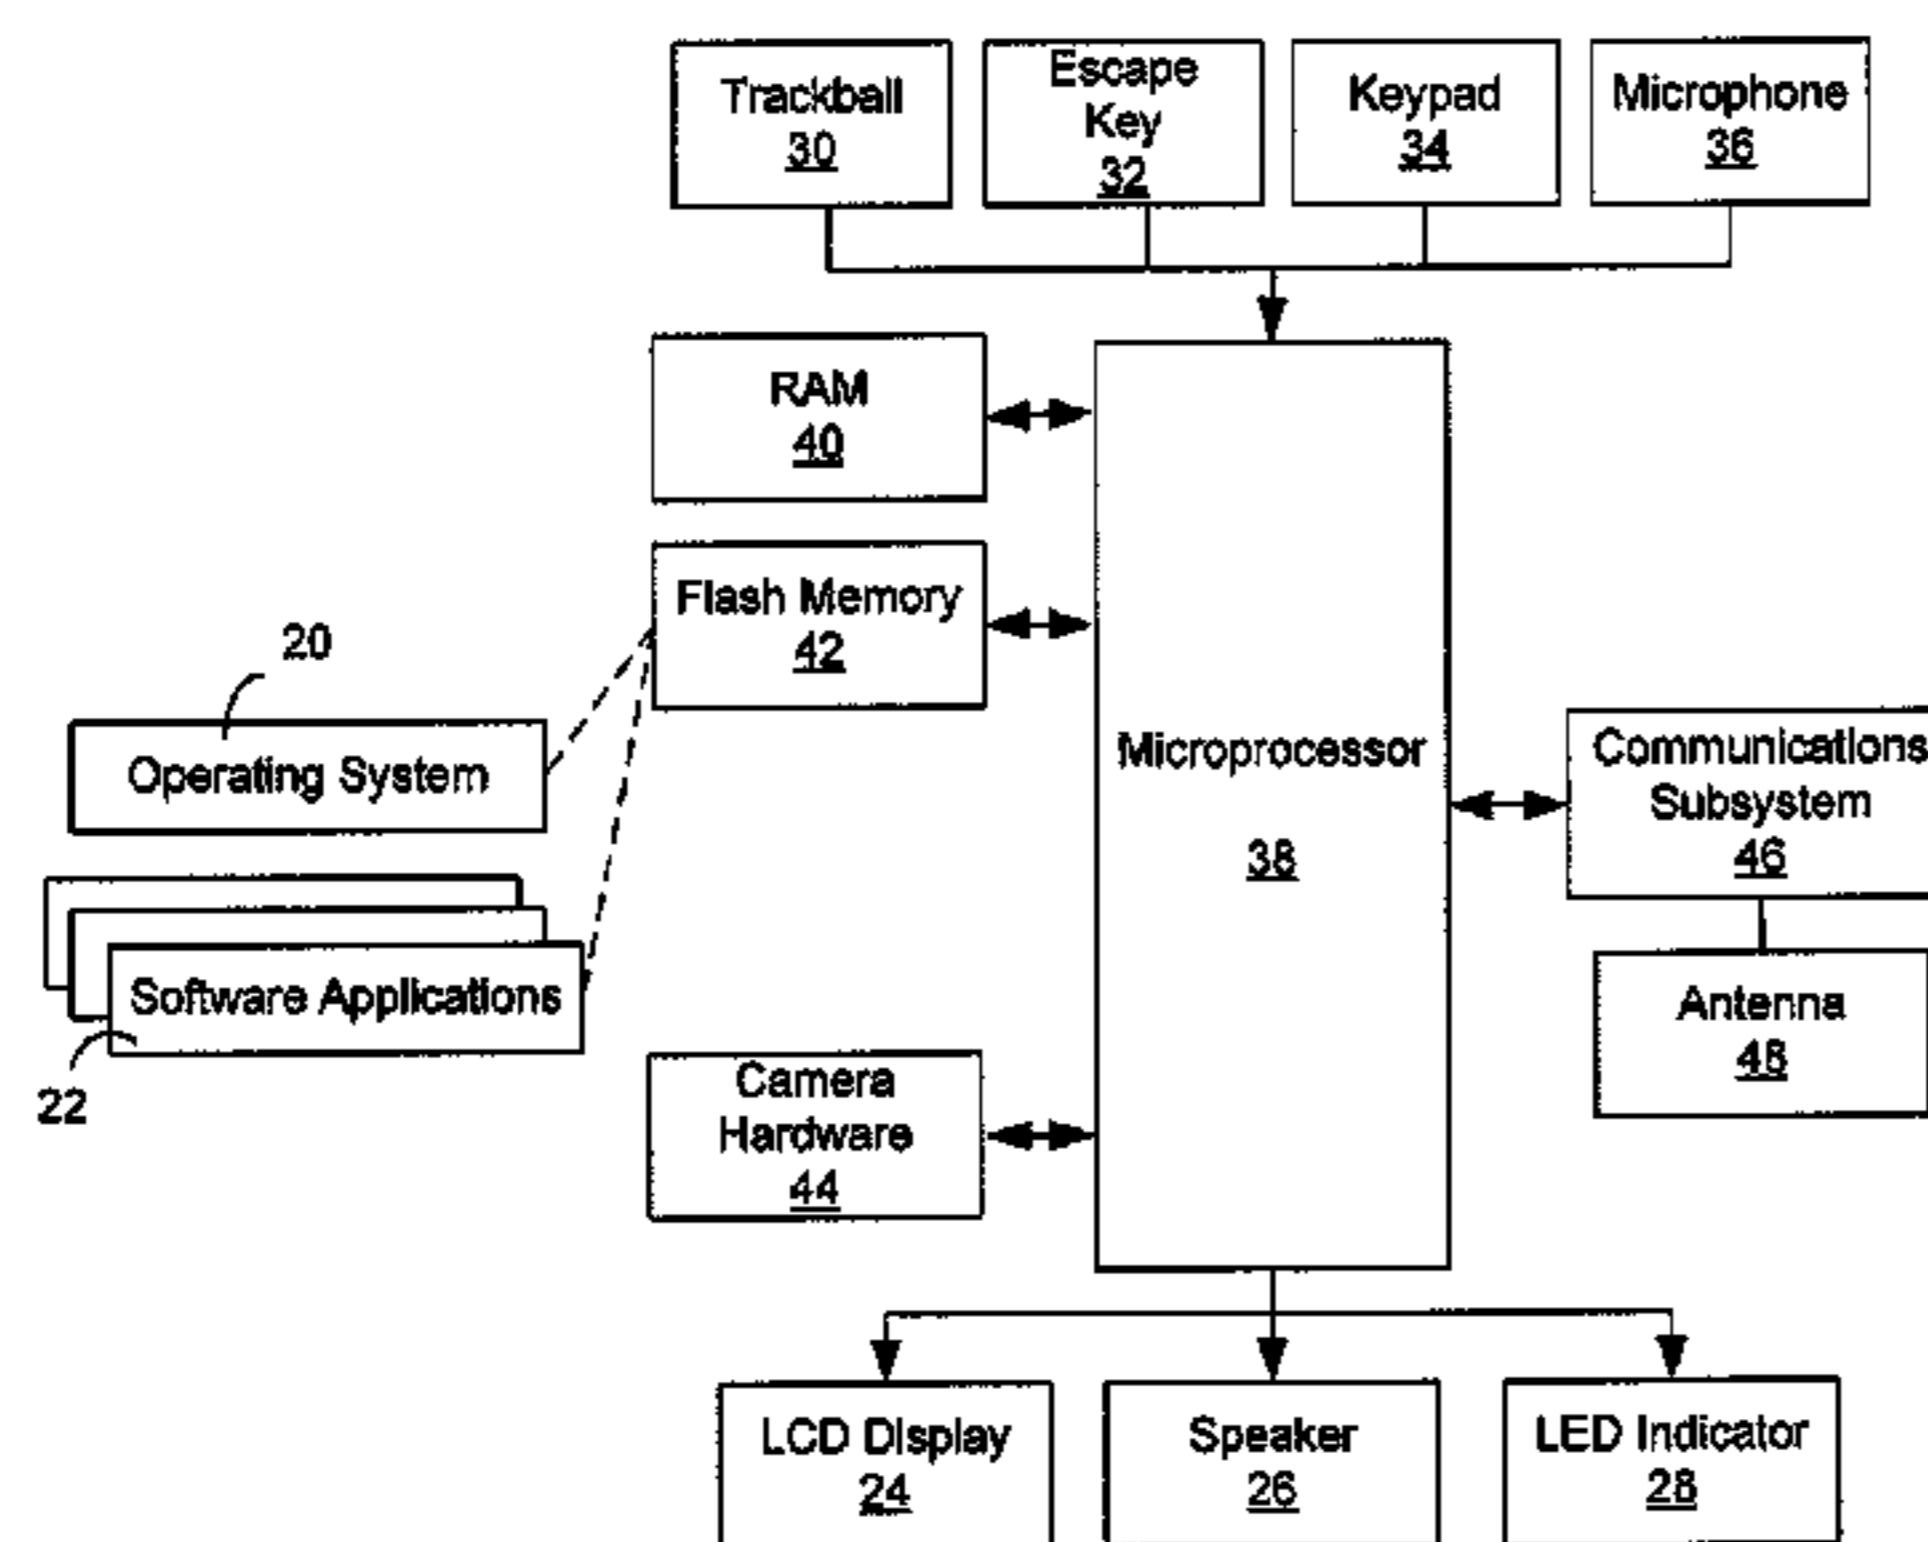 Trackball
30
Escape
Key
32
Keypad
34
Microphone
36
RAM
40
Flash Memory
42
20
Operating System
Software Applications
22
Camera
Hardware
44
Microprocessor
38
Communications
Subsystem
46
Antenna
48
LCD Display
24
Speaker
26
LED Indicator
28